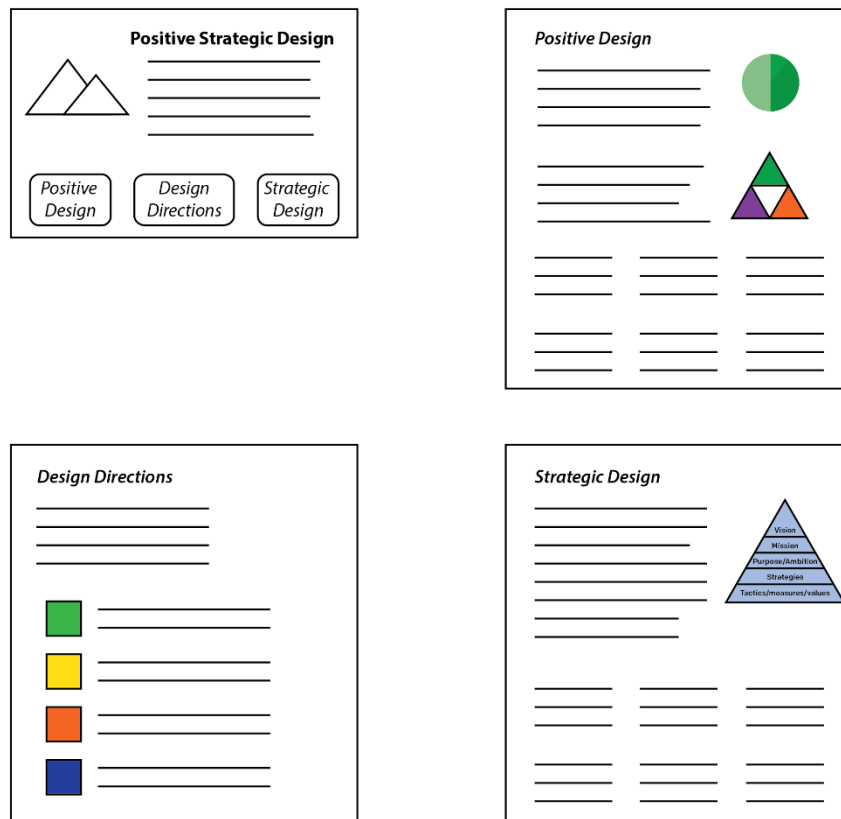 Positive Strategic Design
Positive
Design
Design
Directions
Strategic
Design
Positive Design
Design Directions
Strategic Design
Vision
Mission
Purpose/Ambition
Strategies
Tactics/measures/values